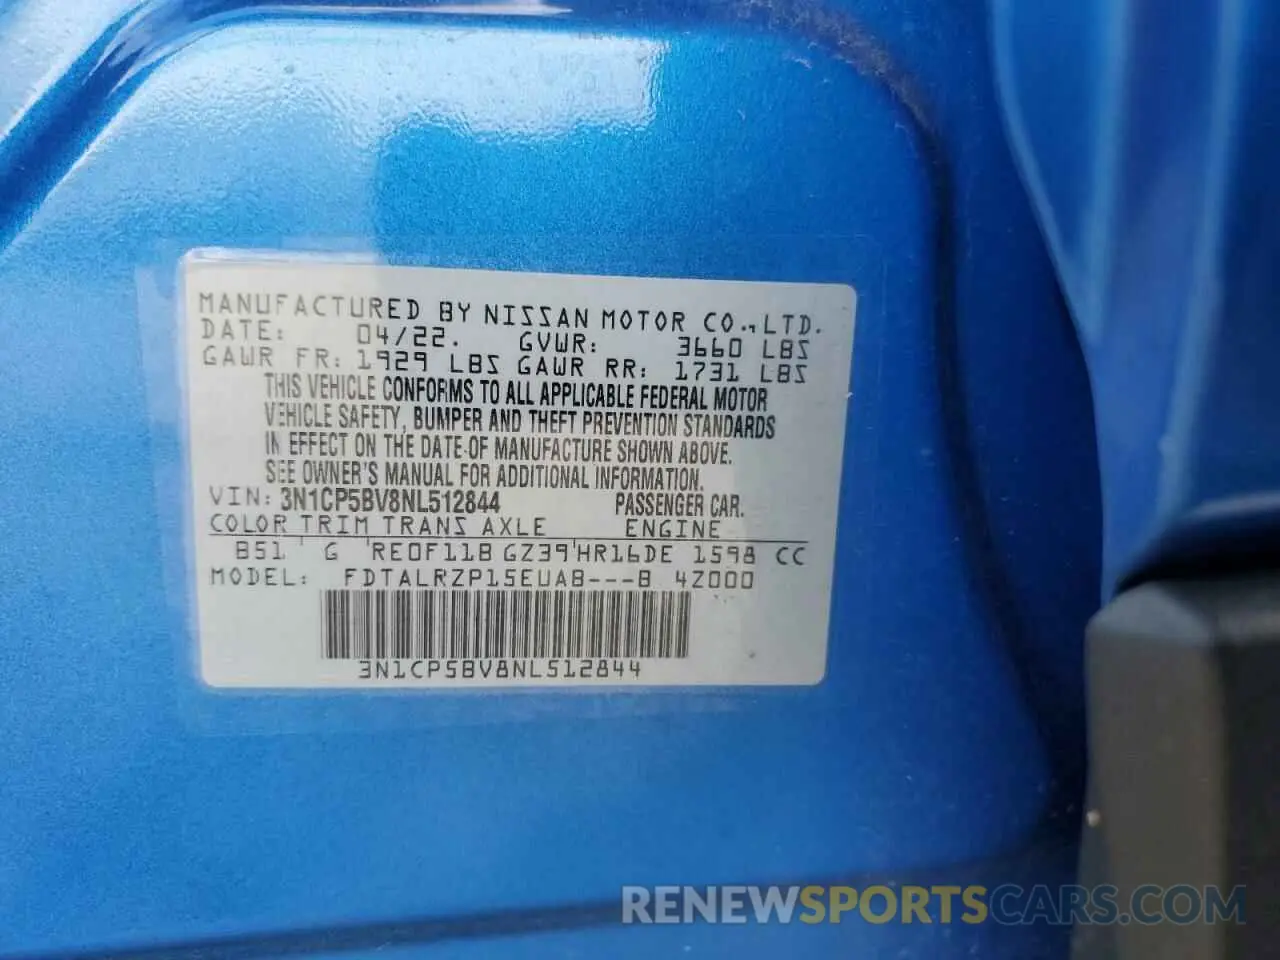 MANUFACTURED BY NISSAN MOTOR CO., LTD.
DATE: 04/22. GVWR: 3660 LBS
GAWR FR: 1929 LBS GAWR RR: 1731 LBS
THIS VEHICLE CONFORMS TO ALL APPLICABLE FEDERAL MOTOR
VEHICLE SAFETY, BUMPER AND THEFT PREVENTION STANDARDS
IN EFFECT ON THE DATE OF MANUFACTURE SHOWN ABOVE.
SEE OWNER'S MANUAL FOR ADDITIONAL INFORMATION.
VIN: 3N1CP5BV8NL512844 PASSENGER CAR.
COLOR TRIM TRANS AXLE ENGINE
B51 G RE0F11B GZ39 HR16DE 1598 CC
MODEL: FDTALRZP15EUAB---B 4Z000
3N1CP5BV8NL512844
RENEWSPORTSCARS.COM